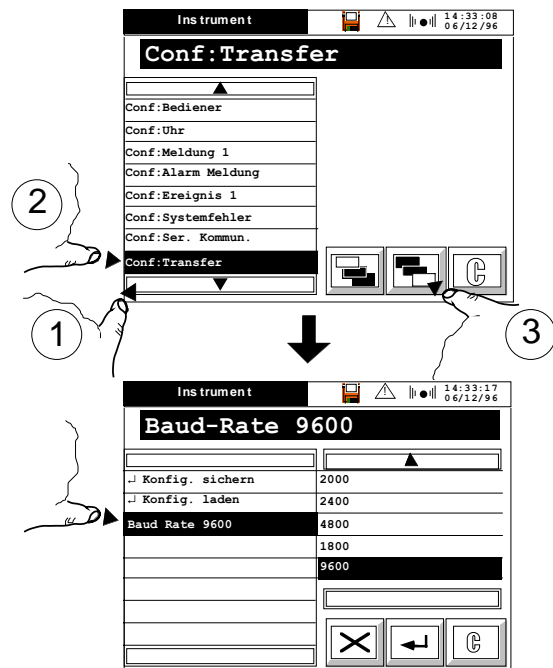 Instrument
14:33:08
06/12/96
Conf:Transfer
Conf:Bediener
Conf:Uhr
Conf:Meldung 1
Conf:Alarm Meldung
Conf:Ereignis 1
Conf:Systemfehler
Conf:Ser. Kommun.
Conf:Transfer
C
2
1
3
Instrument
14:33:17
06/12/96
Baud-Rate 9600
↵ Konfig. sichern
↵ Konfig. laden
Baud Rate 9600
2000
2400
4800
1800
9600
C